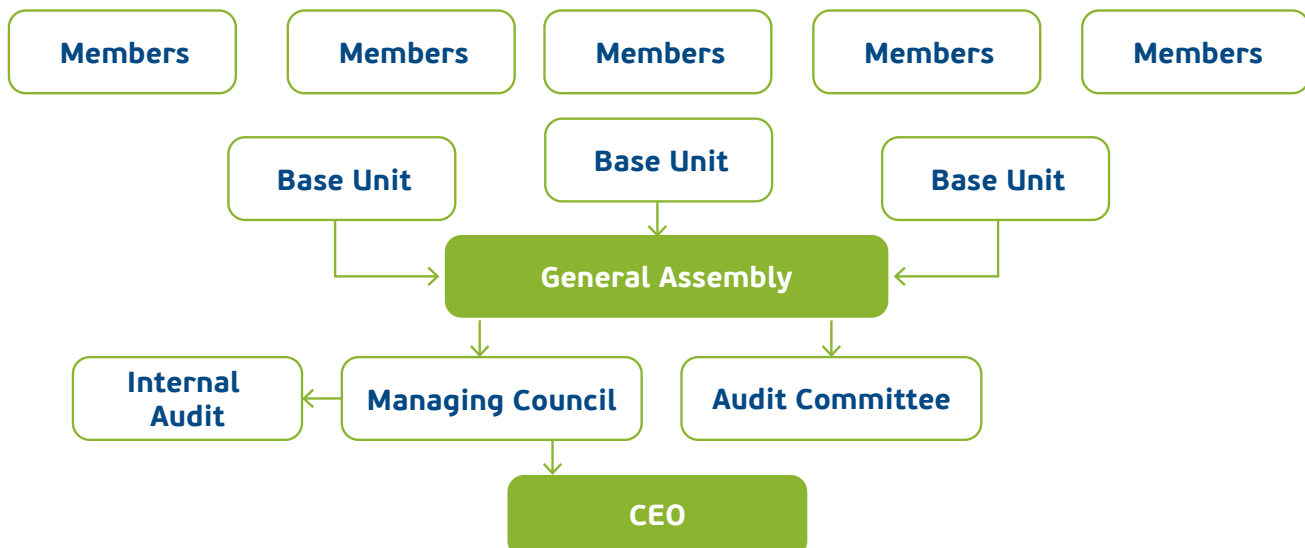 Members
Members
Members
Members
Members
Base Unit
Base Unit
Base Unit
General Assembly
Internal
Audit
Managing Council
Audit Committee
CEO